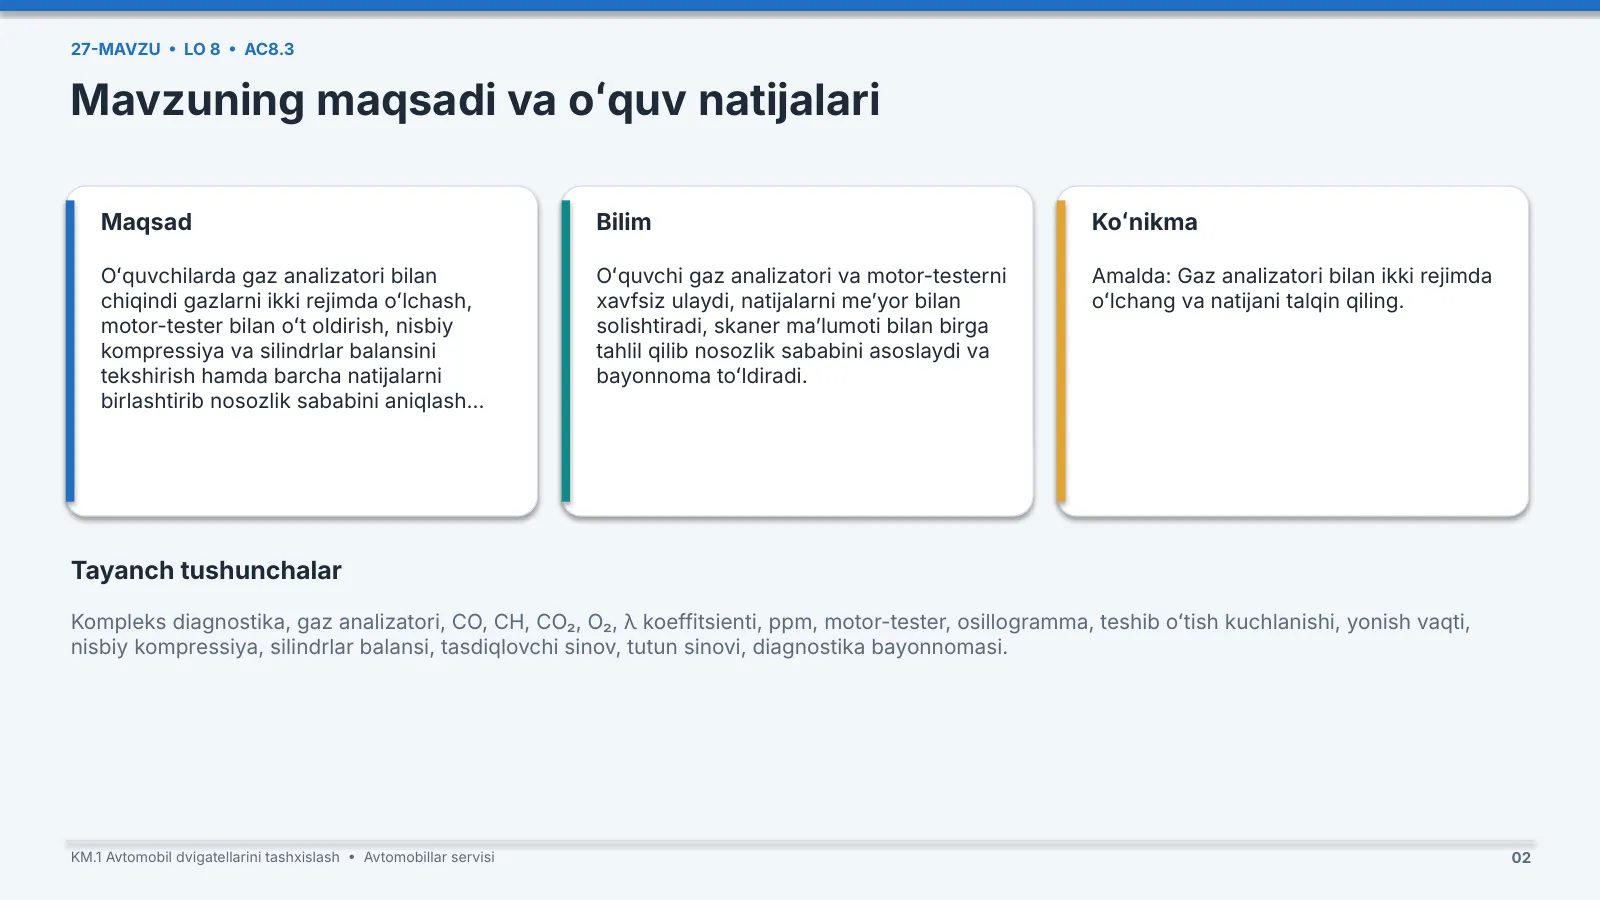 27-MAVZU • LO 8 • AC8.3
Mavzuning maqsadi va oʻquv natijalari
Maqsad
Oʻquvchilarda gaz analizatori bilan
chiqindi gazlarni ikki rejimda oʻlchash,
motor-tester bilan oʻt oldirish, nisbiy
kompressiya va silindrlar balansini
tekshirish hamda barcha natijalarni
birlashtirib nosozlik sababini aniqlash...
Bilim
Oʻquvchi gaz analizatori va motor-testerni
xavfsiz ulaydi, natijalarni meʼyor bilan
solishtiradi, skaner maʼlumoti bilan birga
tahlil qilib nosozlik sababini asoslaydi va
bayonnoma toʻldiradi.
Koʻnikma
Amalda: Gaz analizatori bilan ikki rejimda
oʻlchang va natijani talqin qiling.
Tayanch tushunchalar
Kompleks diagnostika, gaz analizatori, CO, CH, CO₂, O₂, λ koeffitsienti, ppm, motor-tester, osillogramma, teshib oʻtish kuchlanishi, yonish vaqti,
nisbiy kompressiya, silindrlar balansi, tasdiqlovchi sinov, tutun sinovi, diagnostika bayonnomasi.
KM.1 Avtomobil dvigatellarini tashxislash • Avtomobillar servisi
02